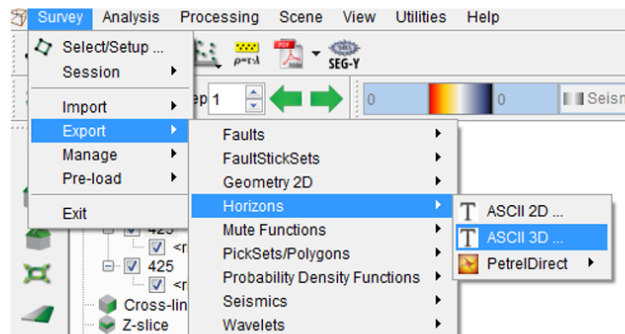 Survey Analysis Processing Scene View Utilities Help
Select/Setup ...
Session
PDF
SEG-Y
Import
ep 1
0
0
Seisn
Export
Manage
Pre-load
Exit
Faults
FaultStickSets
Geometry 2D
Horizons
Mute Functions
PickSets/Polygons
Probability Density Functions
Seismics
Wavelets
ASCII 2D ...
ASCII 3D ...
PetrelDirect
425
425
Cross-lin
Z-slice